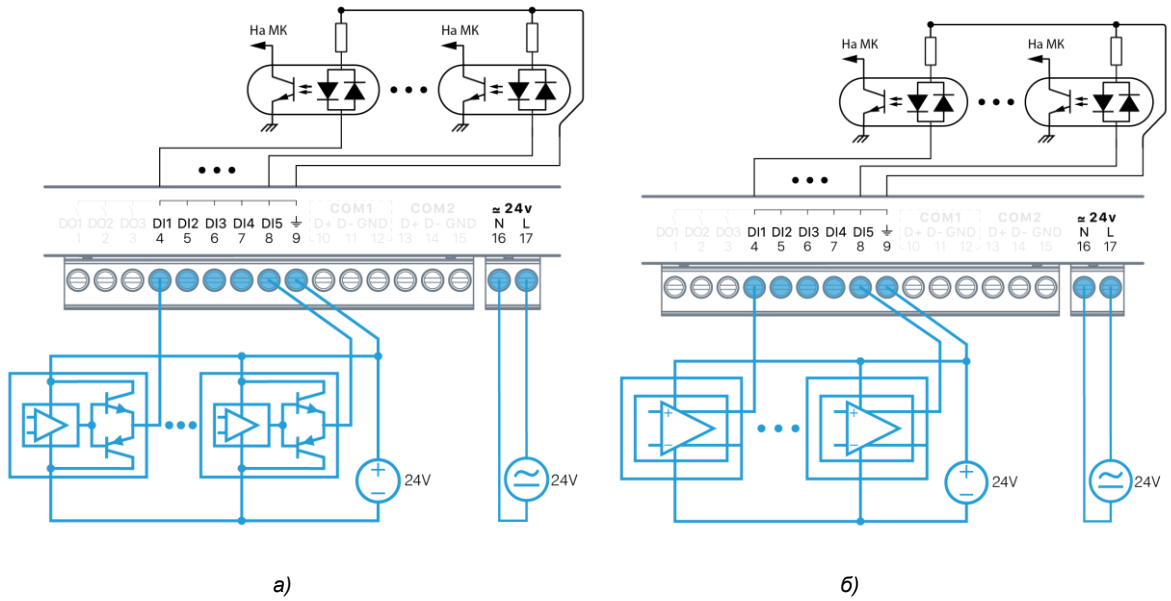 На МК
На МК
≃ 24v
COM1 COM2
DO1 DO2 DO3 DI1 DI2 DI3 DI4 DI5 ⏚ D+ D- GND D+ D- GND N L
1 2 3 4 5 6 7 8 9 10 11 12 13 14 15 16 17
+
−
24V
24V
а)
На МК
На МК
≃ 24v
COM1 COM2
DO1 DO2 DO3 DI1 DI2 DI3 DI4 DI5 ⏚ D+ D- GND D+ D- GND N L
1 2 3 4 5 6 7 8 9 10 11 12 13 14 15 16 17
+
−
+
−
+
−
24V
24V
б)